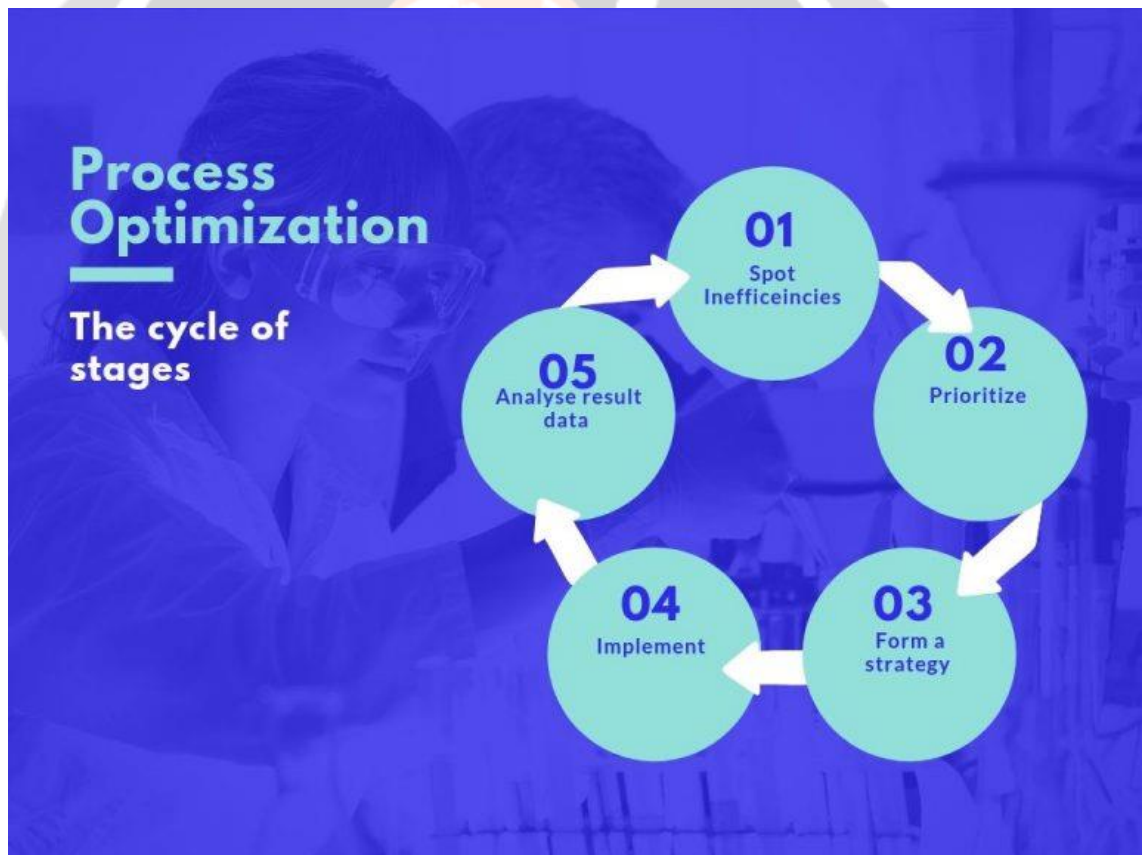 Process
Optimization
The cycle of
stages
01
Spot
Inefficeincies
02
Prioritize
03
Form a
strategy
04
Implement
05
Analyse result
data